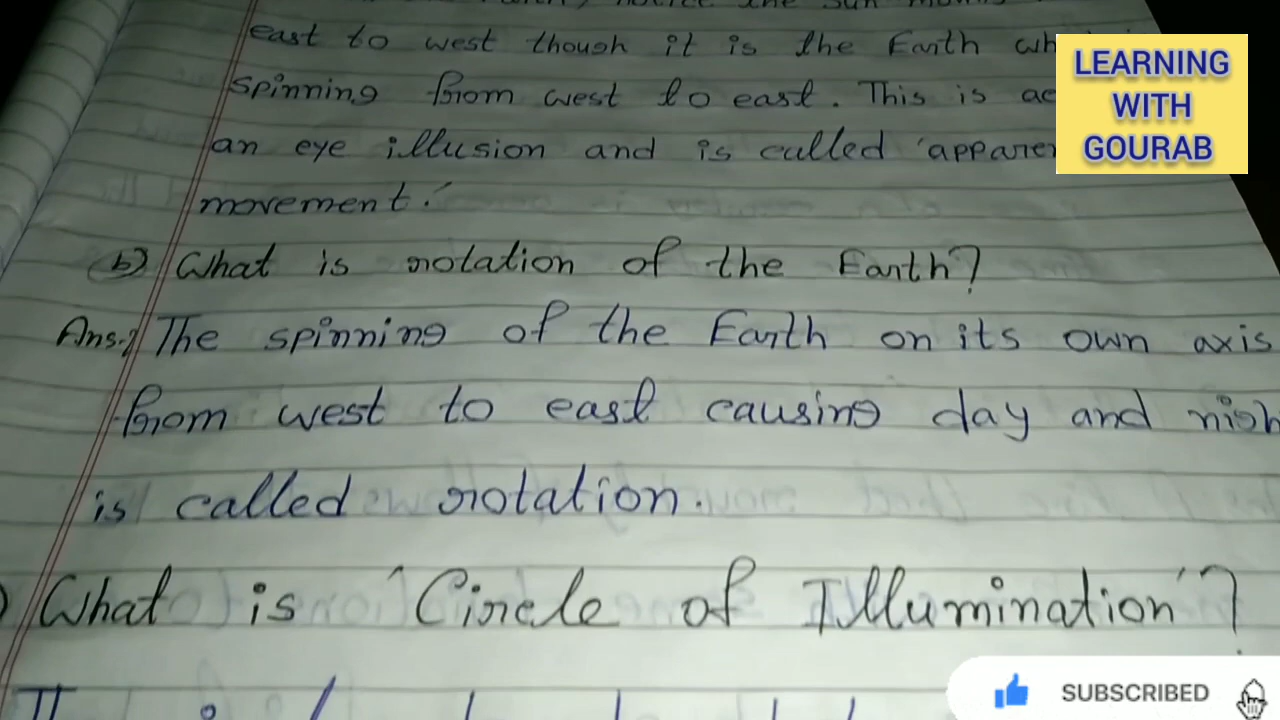 east to west though it is the Earth
spinning from west to east. This is
an eye illusion and is called
movement.'
b) What is rotation of the Earth?
Ans:- The spinning of the Earth on its own axis
from west to east causing day and
is called rotation.
What is 'Circle of Illumination'?
LEARNING
WITH
GOURAB
SUBSCRIBED